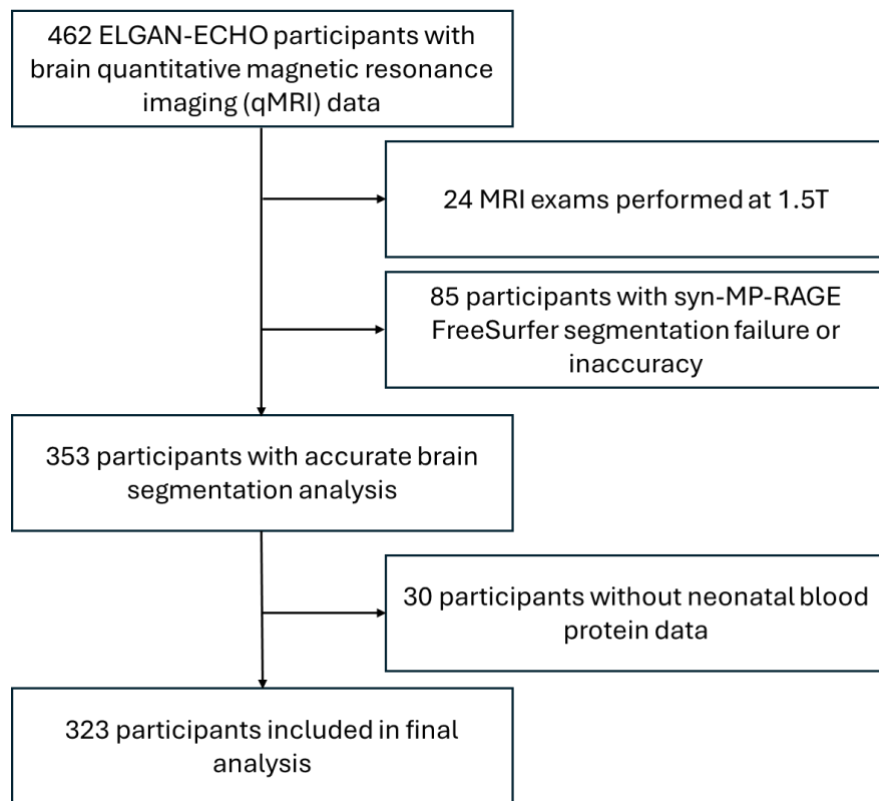 462 ELGAN-ECHO participants with
brain quantitative magnetic resonance
imaging (qMRI) data
24 MRI exams performed at 1.5T
85 participants with syn-MP-RAGE
FreeSurfer segmentation failure or
inaccuracy
353 participants with accurate brain
segmentation analysis
30 participants without neonatal blood
protein data
323 participants included in final
analysis